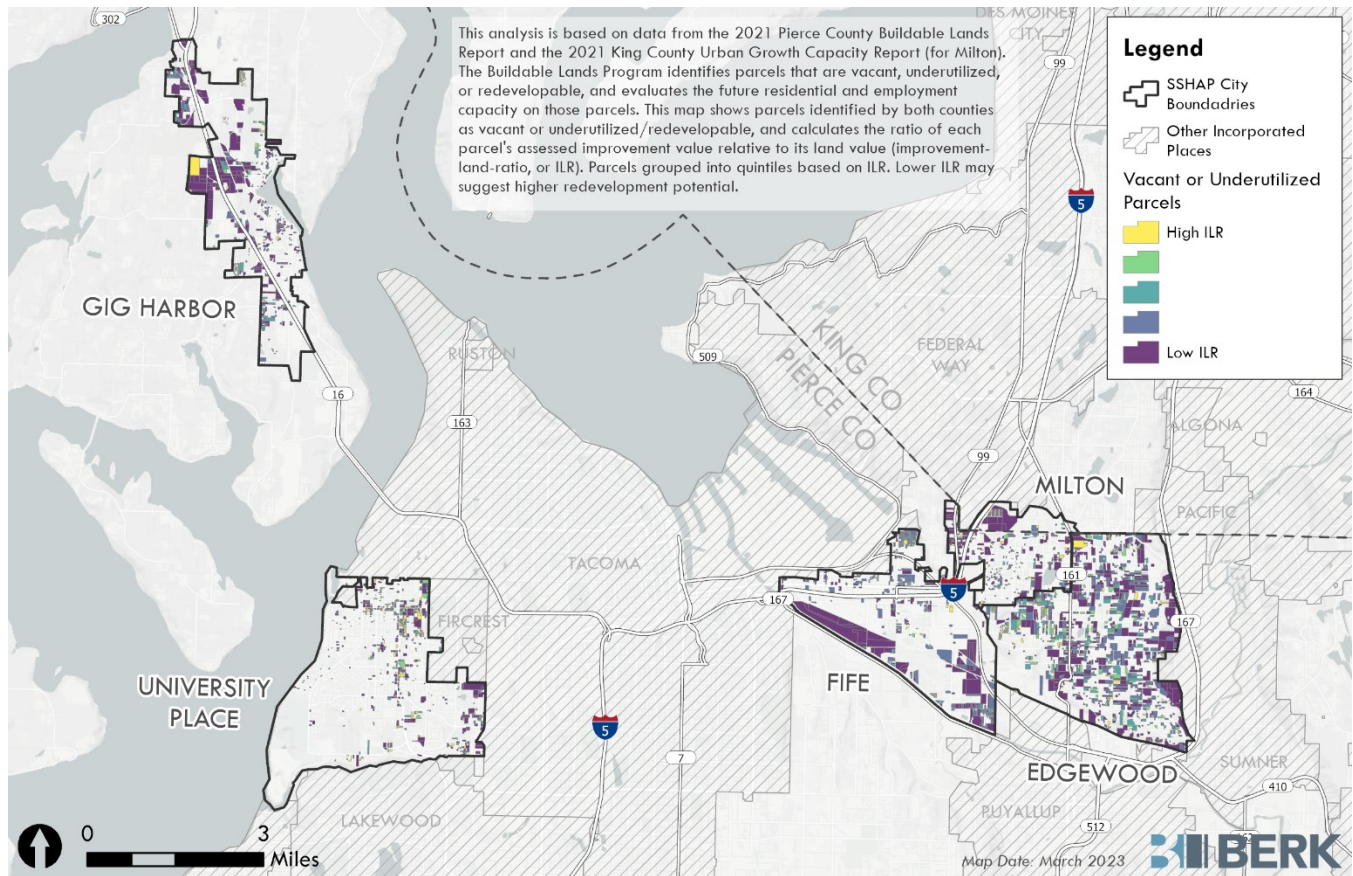 302
DES MOINES
CITY
This analysis is based on data from the 2021 Pierce County Buildable Lands
Report and the 2021 King County Urban Growth Capacity Report (for Milton).
The Buildable Lands Program identifies parcels that are vacant, underutilized,
or redevelopable, and evaluates the future residential and employment
capacity on those parcels. This map shows parcels identified by both counties
as vacant or underutilized/redevelopable, and calculates the ratio of each
parcel's assessed improvement value relative to its land value (improvement-
land-ratio, or ILR). Parcels grouped into quintiles based on ILR. Lower ILR may
suggest higher redevelopment potential.
99
5
Legend
SSHAP City
Boundadries
Other Incorporated
Places
Vacant or Underutilized
Parcels
High ILR
Low ILR
GIG HARBOR
RUSTON
16
163
509
KING CO
PIERCE CO
FEDERAL
WAY
164
ALGONA
99
MILTON
PACIFIC
TACOMA
161
5
167
167
FIRCREST
UNIVERSITY
PLACE
FIFE
5
7
EDGEWOOD
SUMNER
410
PUYALLUP
512
162
LAKEWOOD
0
3
Miles
Map Date: March 2023
BERK